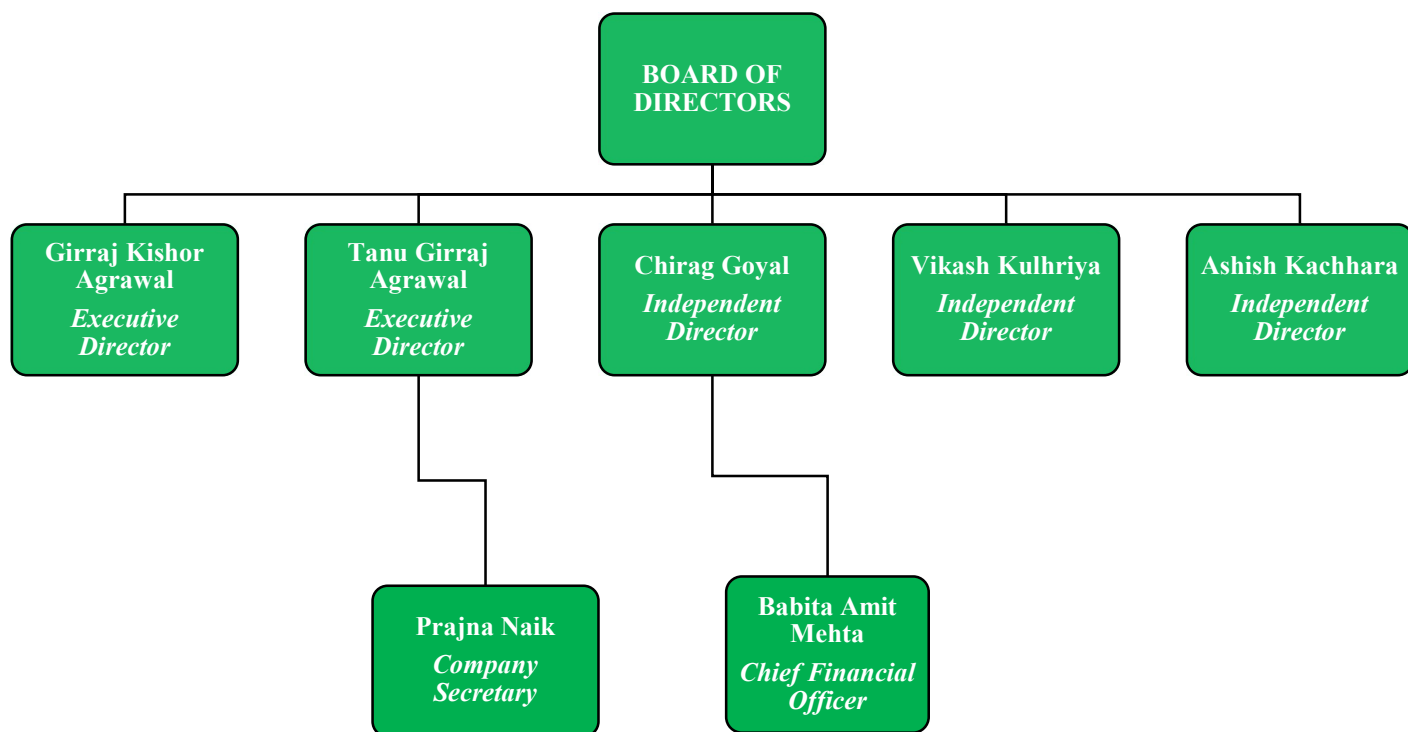 BOARD OF
DIRECTORS
Girraj Kishor
Agrawal
Executive
Director
Tanu Girraj
Agrawal
Executive
Director
Chirag Goyal
Independent
Director
Vikash Kulhriya
Independent
Director
Ashish Kachhara
Independent
Director
Prajna Naik
Company
Secretary
Babita Amit
Mehta
Chief Financial
Officer